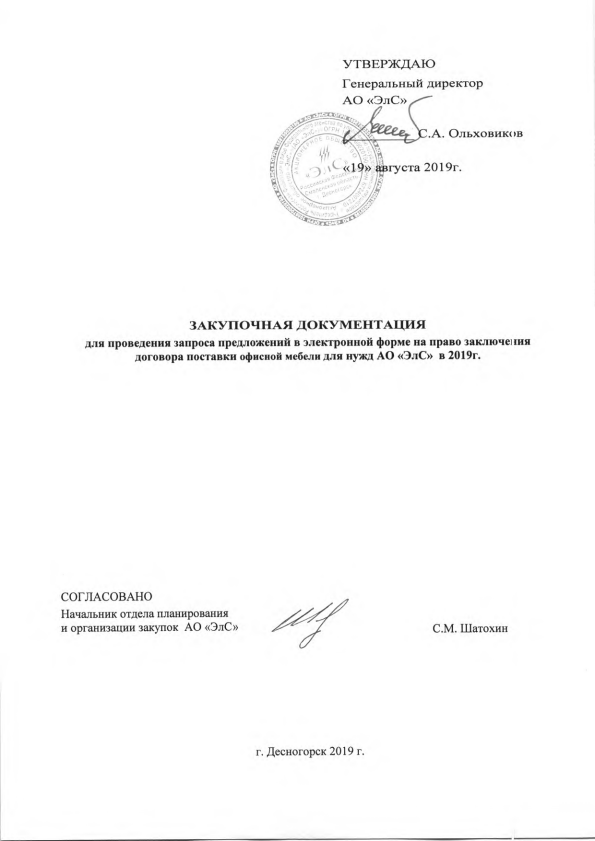 УТВЕРЖДАЮ
Генеральный директор
АО «ЭлС»
С.А. Ольховиков
«19» августа 2019г.
«ЭлС»
ЗАКУПОЧНАЯ ДОКУМЕНТАЦИЯ
для проведения запроса предложений в электронной форме на право заключения
договора поставки офисной мебели для нужд АО «ЭлС» в 2019г.
СОГЛАСОВАНО
Начальник отдела планирования
и организации закупок АО «ЭлС»
С.М. Шатохин
г. Десногорск 2019 г.